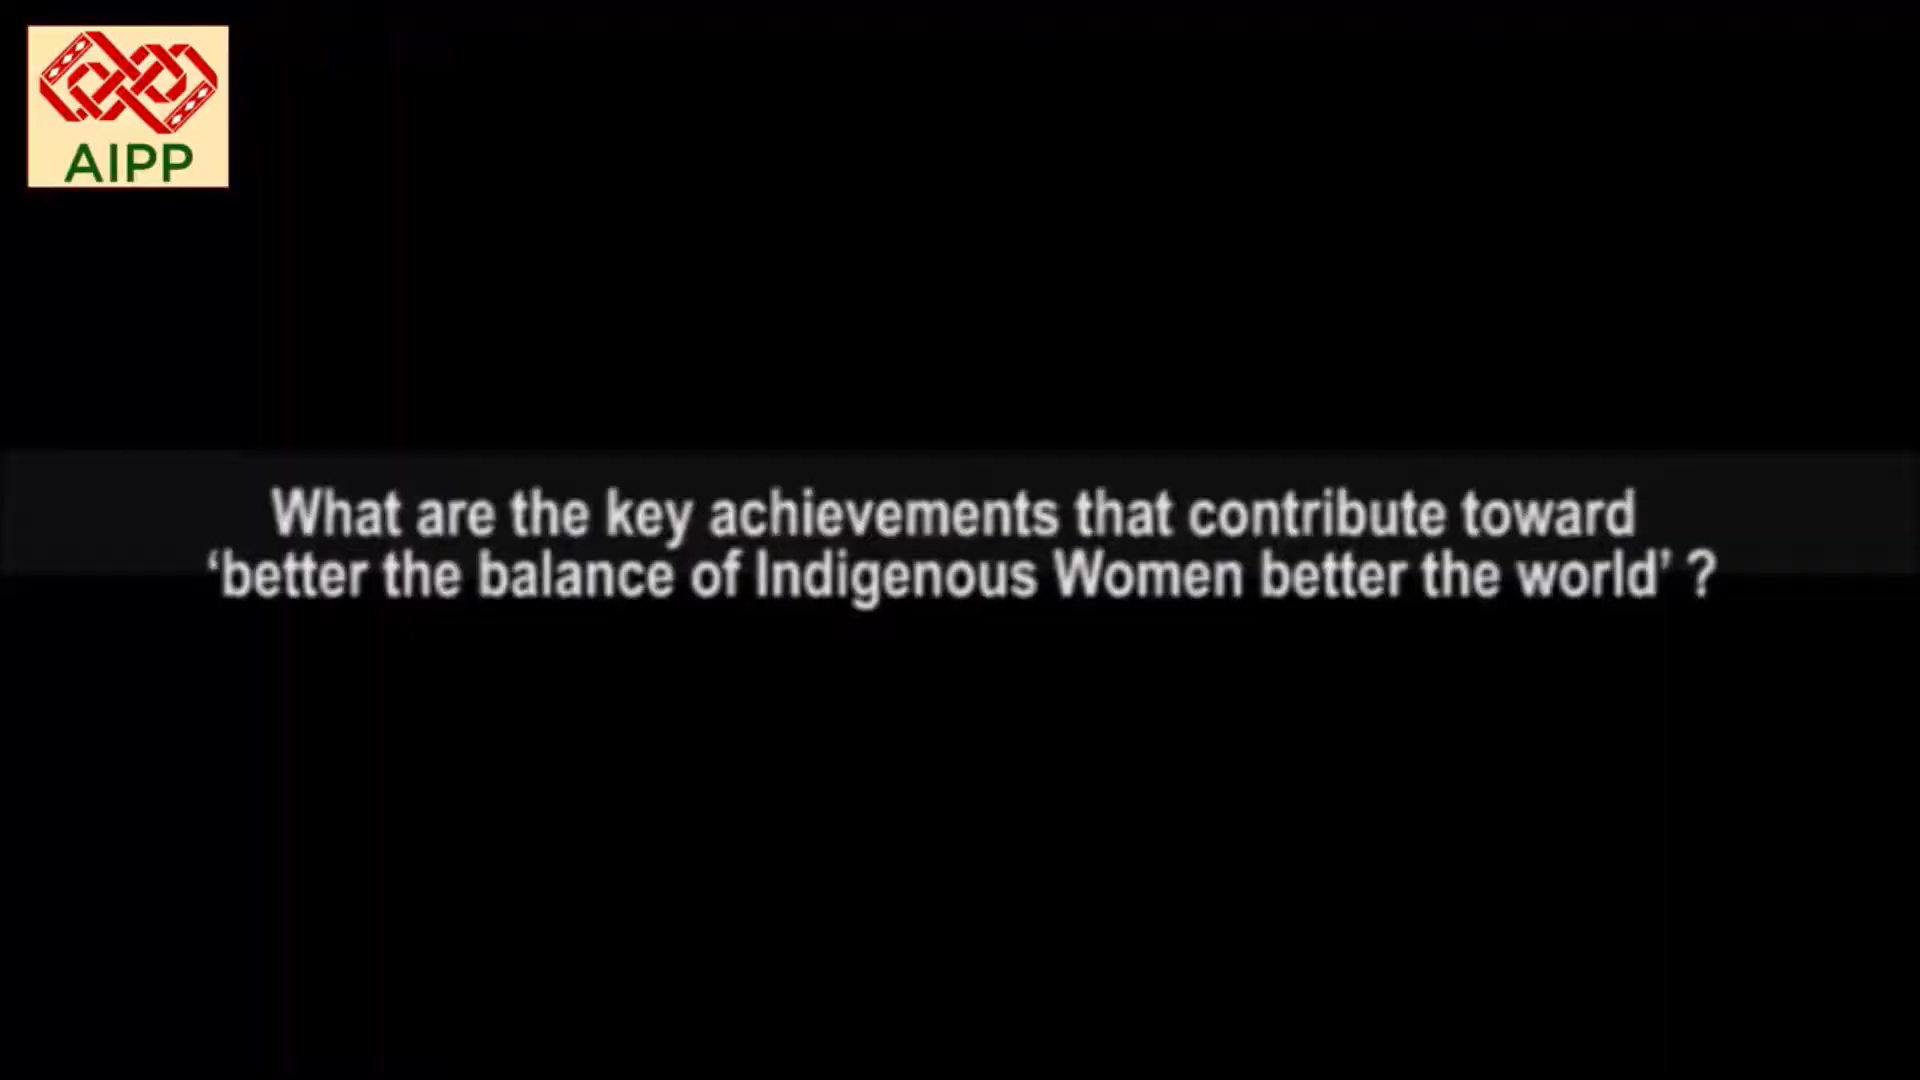 AIPP
What are the key achievements that contribute toward
‘better the balance of Indigenous Women better the world’ ?